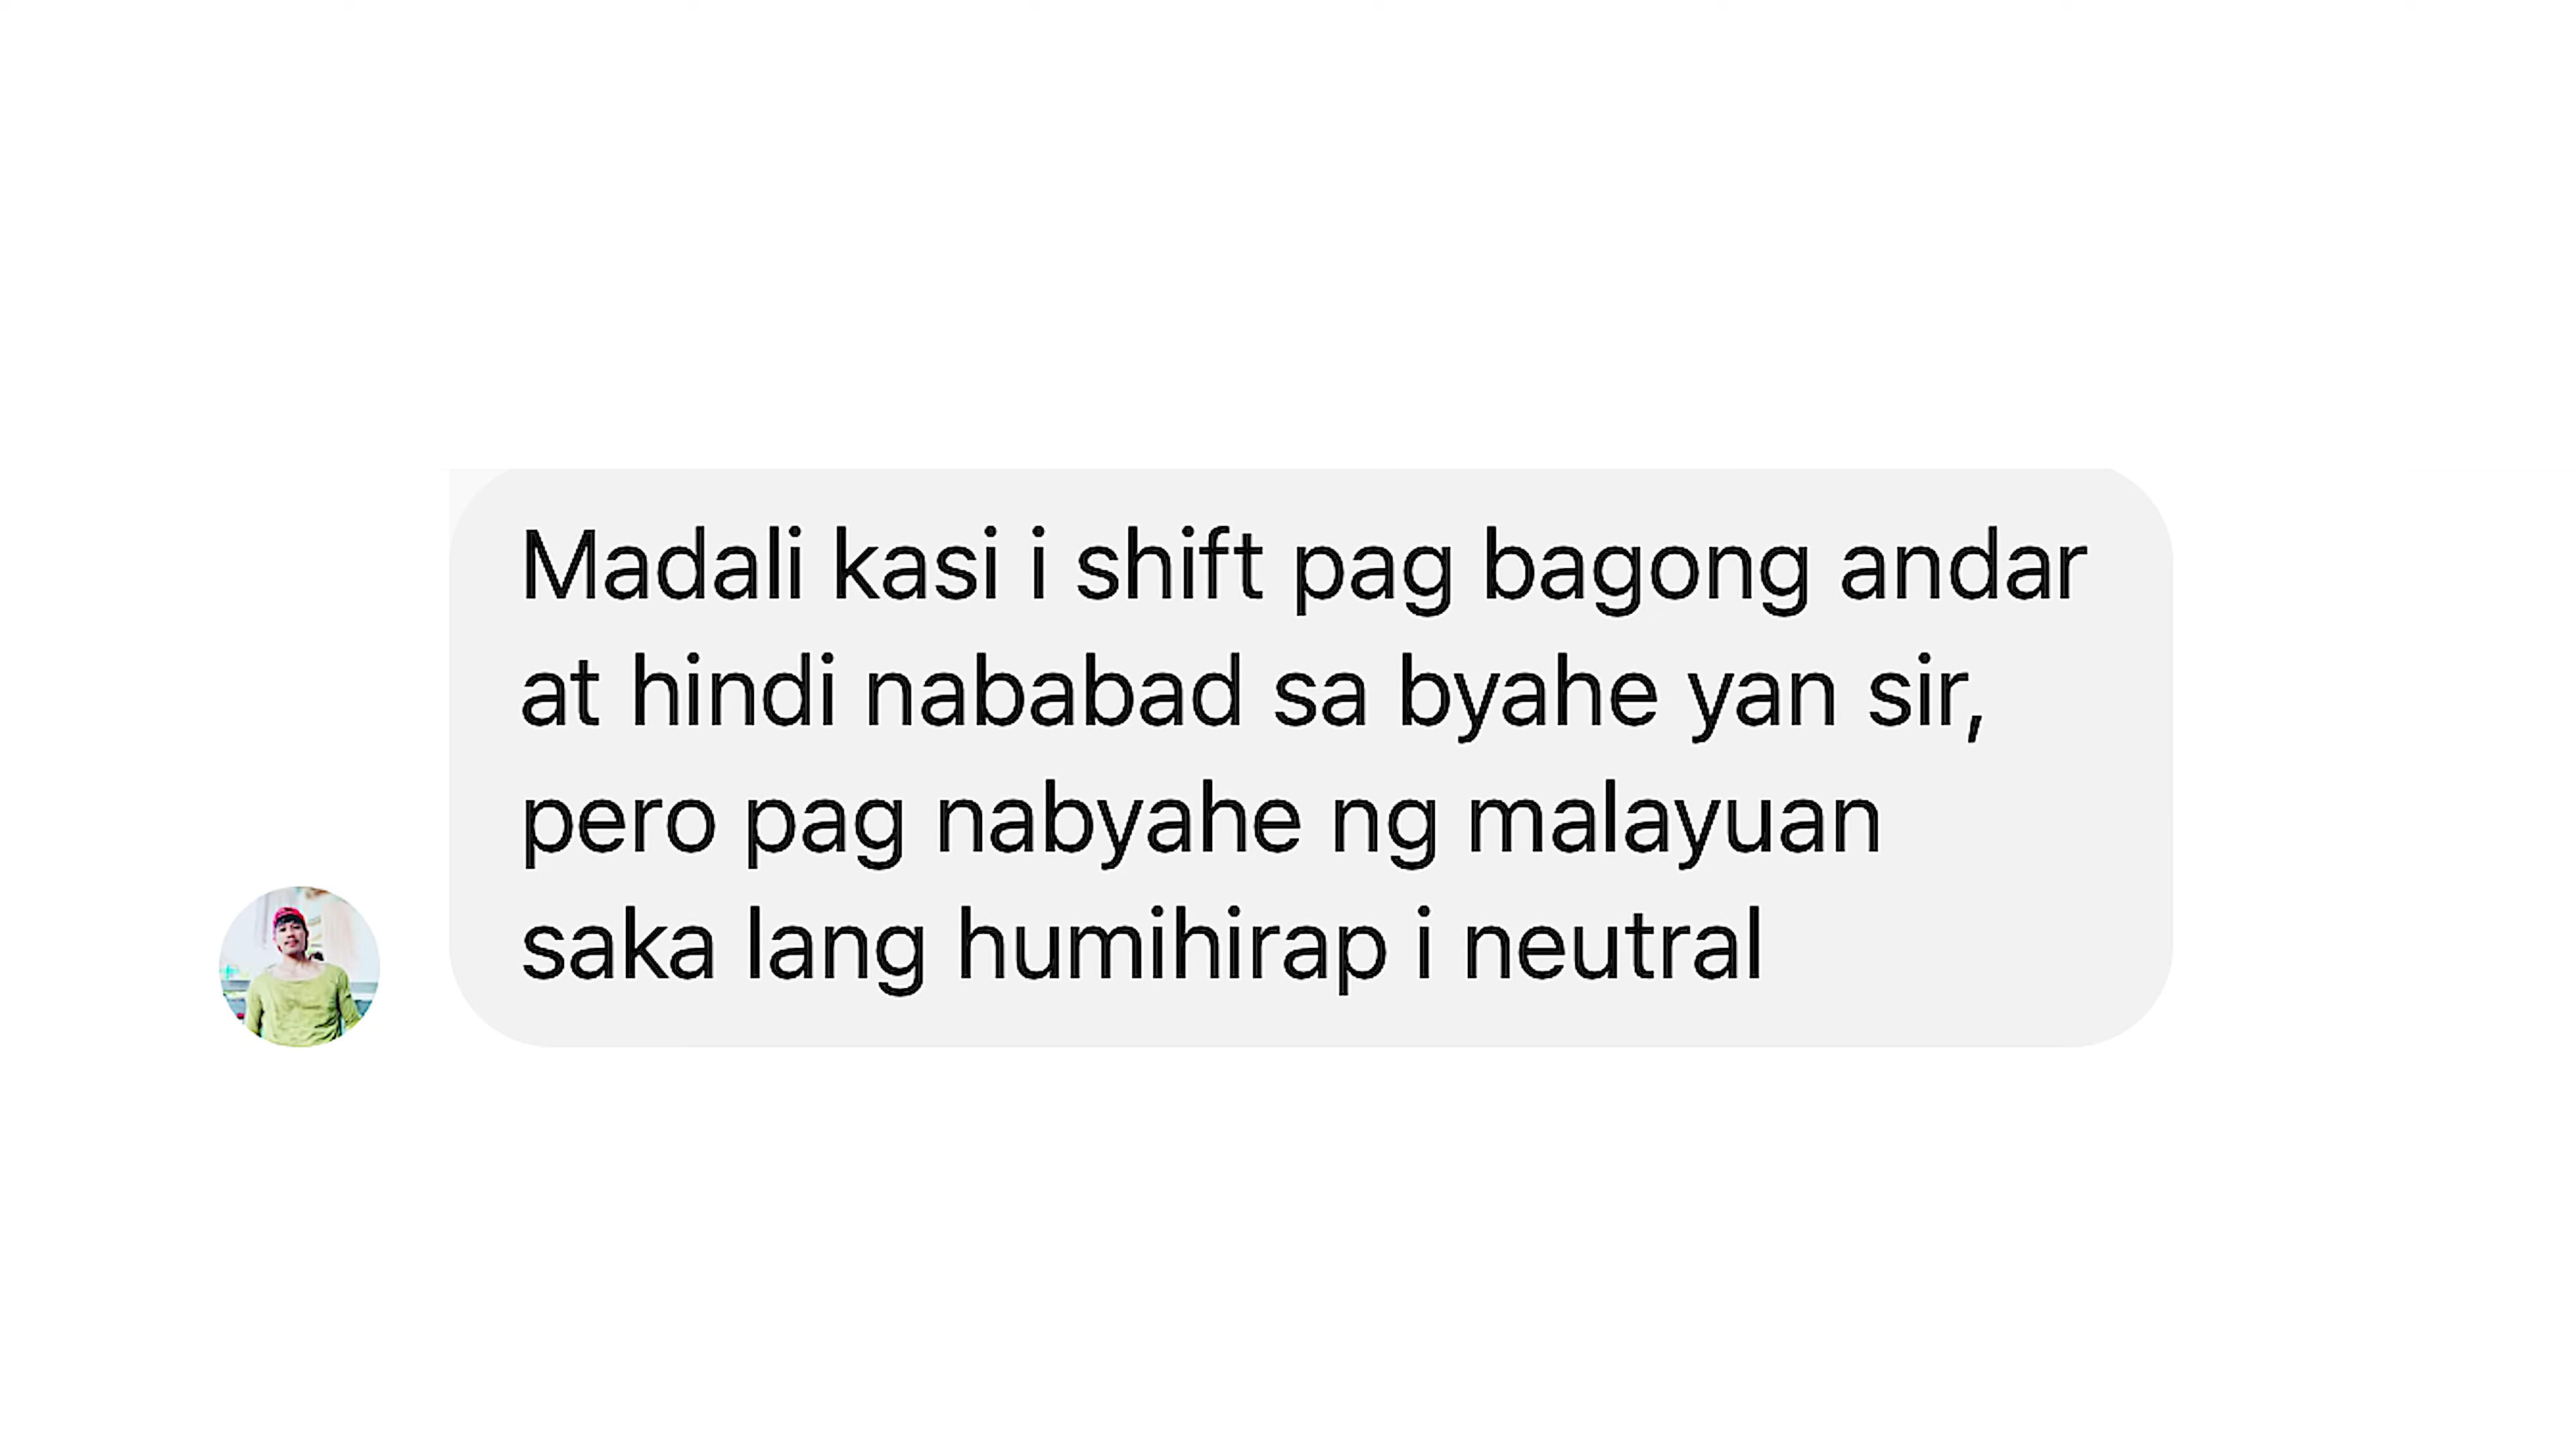 Madali kasi i shift pag bagong andar
at hindi nababad sa byahe yan sir,
pero pag nabyahe ng malayuan
saka lang humihirap i neutral